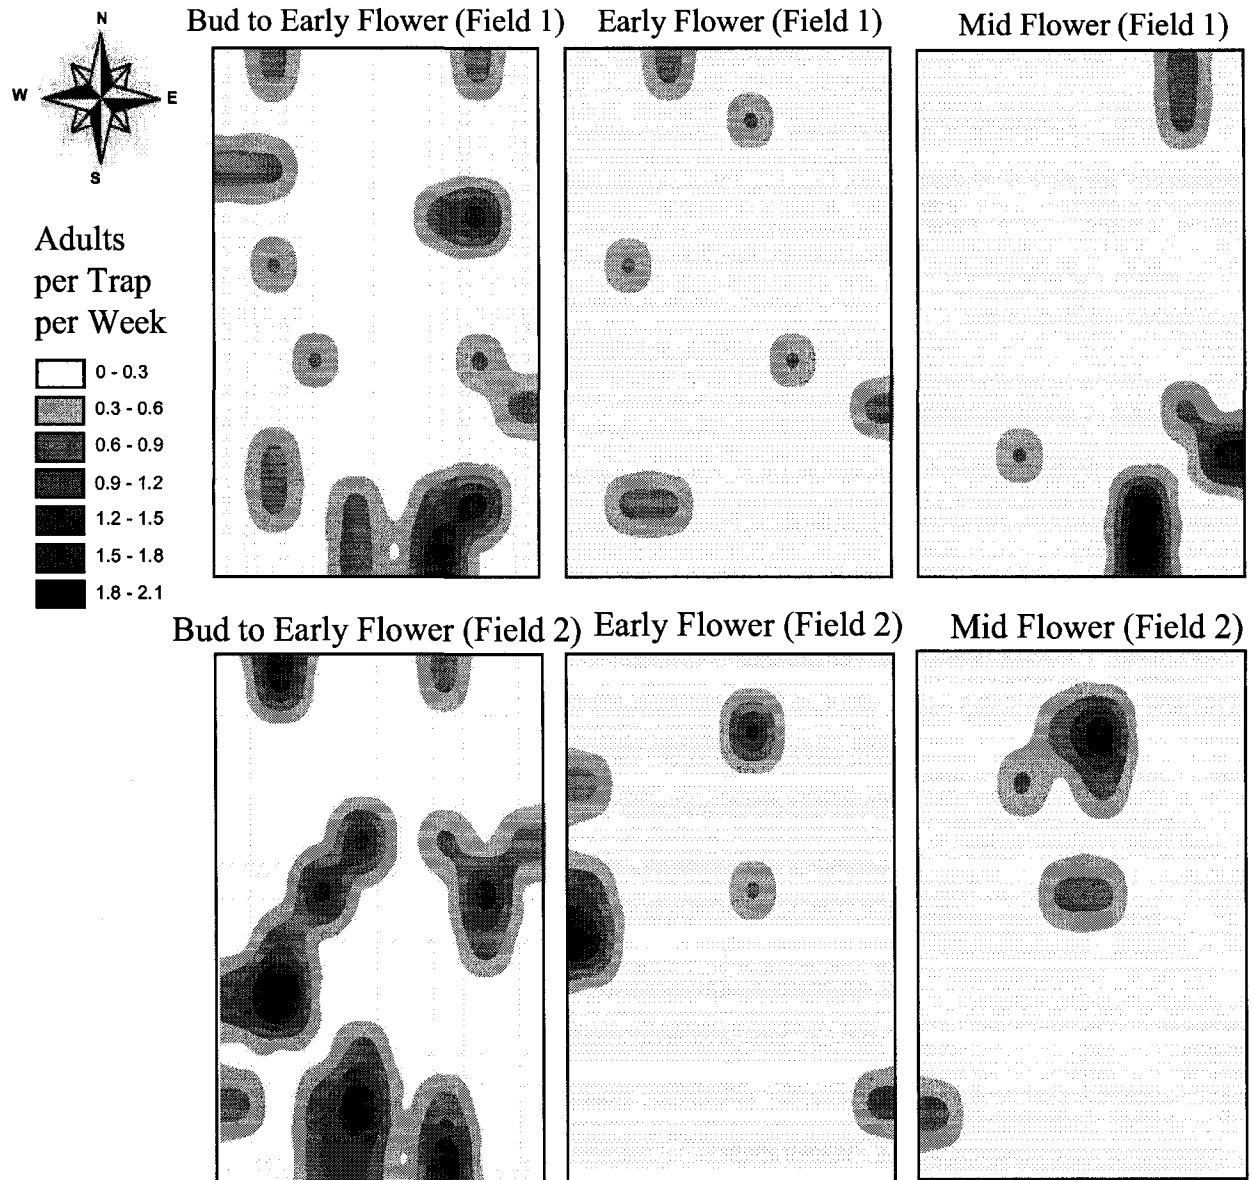 N
W
E
S
Bud to Early Flower (Field 1)
Early Flower (Field 1)
Mid Flower (Field 1)
Adults
per Trap
per Week
0 - 0.3
0.3 - 0.6
0.6 - 0.9
0.9 - 1.2
1.2 - 1.5
1.5 - 1.8
1.8 - 2.1
Bud to Early Flower (Field 2)
Early Flower (Field 2)
Mid Flower (Field 2)